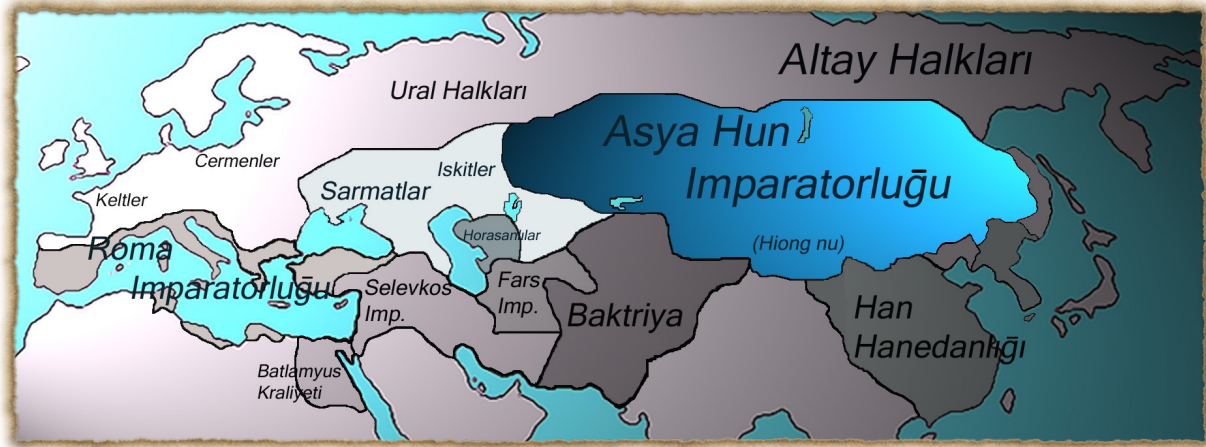 Altay Halkları
Ural Halkları
Asya Hun
Imparatorluğu
(Hiong nu)
Cermenler
Iskitler
Sarmatlar
Keltler
Horasanlılar
Roma
Imparatorluğu
Selevkos
Imp.
Fars
Imp.
Baktriya
Han
Hanedanlığı
Batlamyus
Kraliyeti